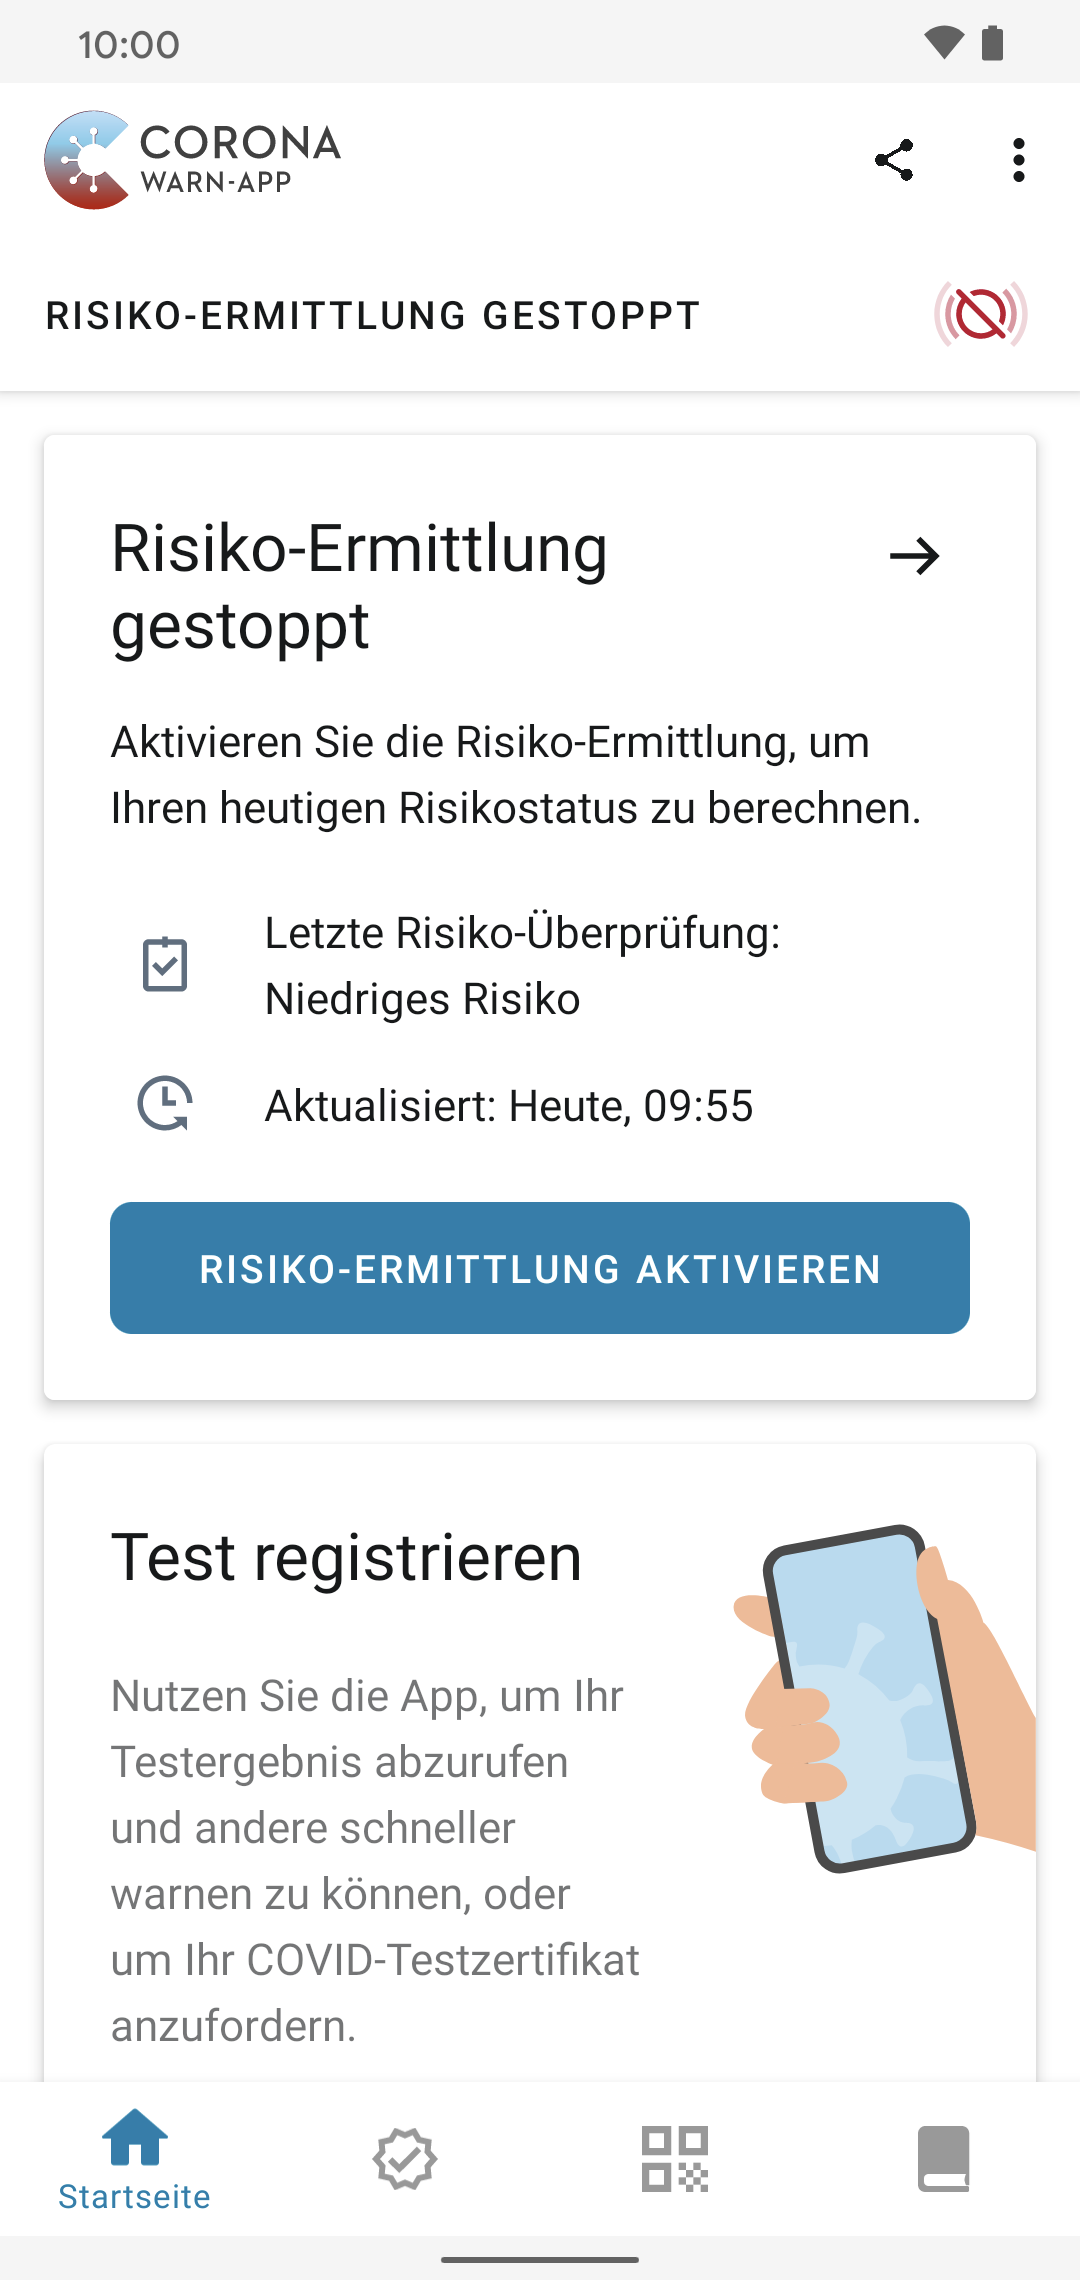 10:00
CORONA
WARN-APP
RISIKO-ERMITTLUNG GESTOPPT
Risiko-Ermittlung
gestoppt
Aktivieren Sie die Risiko-Ermittlung, um
Ihren heutigen Risikostatus zu berechnen.
Letzte Risiko-Überprüfung:
Niedriges Risiko
Aktualisiert: Heute, 09:55
RISIKO-ERMITTLUNG AKTIVIEREN
Test registrieren
Nutzen Sie die App, um Ihr
Testergebnis abzurufen
und andere schneller
warnen zu können, oder
um Ihr COVID-Testzertifikat
anzufordern.
Startseite